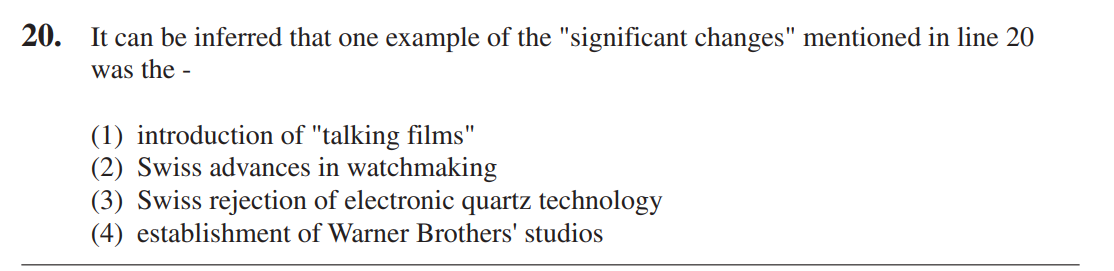 20. It can be inferred that one example of the "significant changes" mentioned in line 20
was the -
(1) introduction of "talking films"
(2) Swiss advances in watchmaking
(3) Swiss rejection of electronic quartz technology
(4) establishment of Warner Brothers' studios